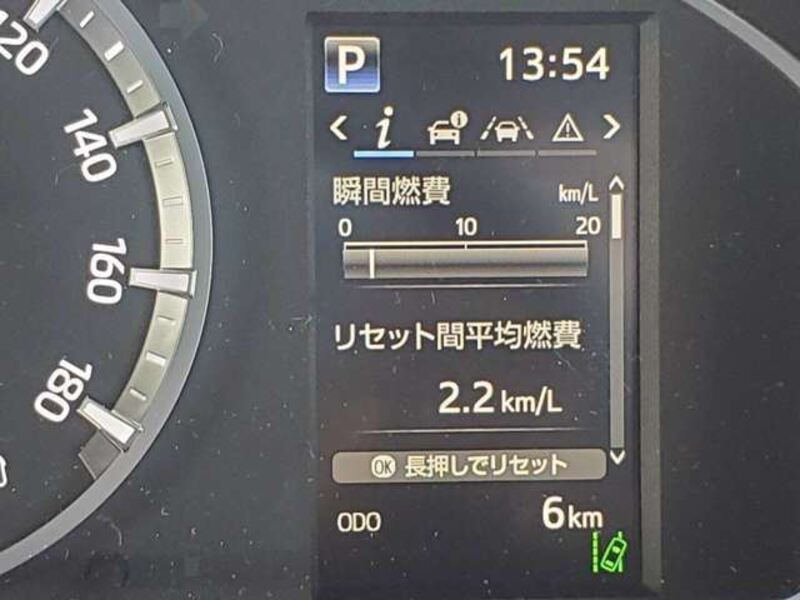 120
140
160
180
P 13:54
瞬間燃費 km/L
0 10 20
リセット間平均燃費
2.2 km/L
OK 長押しでリセット
ODO 6 km